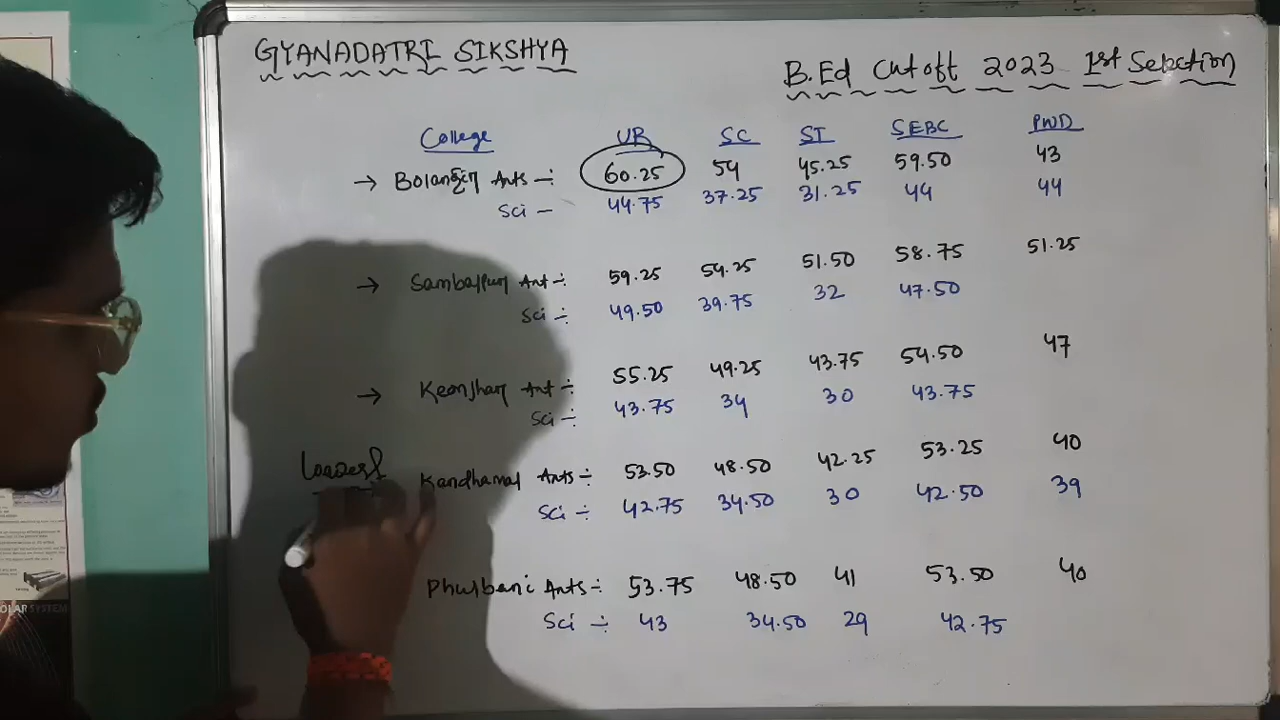 GYANADATRI SIKSHYA
B.Ed Cutoff 2023 1st Selection
College UR SC ST SEBC PWD
→ Bolangir Arts ÷ 60.25 54 45.25 59.50 43
Sci – 44.75 37.25 31.25 44 44
→ Sambalpur Art ÷ 59.25 54.25 51.50 58.75 51.25
Sci ÷ 49.50 39.75 32 47.50
→ Keonjhar Art ÷ 55.25 49.25 43.75 54.50 47
Sci ÷ 43.75 34 30 43.75
Lowest Kandhamal Arts ÷ 53.50 48.50 42.25 53.25 40
Sci ÷ 42.75 34.50 30 42.50 39
Phulbani Arts ÷ 53.75 48.50 41 53.50 40
Sci ÷ 43 34.50 29 42.75
OLAR SYSTEM